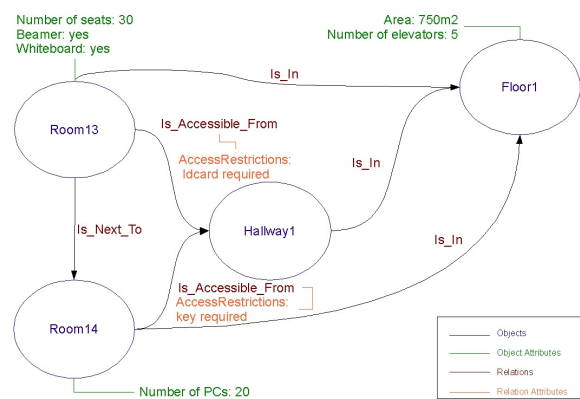 Number of seats: 30
Beamer: yes
Whiteboard: yes
Area: 750m2
Number of elevators: 5
Is_In
Floor1
Room13
Is_Accessible_From
AccessRestrictions:
Idcard required
Is_In
Is_Next_To
Hallway1
Is_In
Is_Accessible_From
AccessRestrictions:
key required
Room14
Number of PCs: 20
Objects
Object Attributes
Relations
Relation Attributes